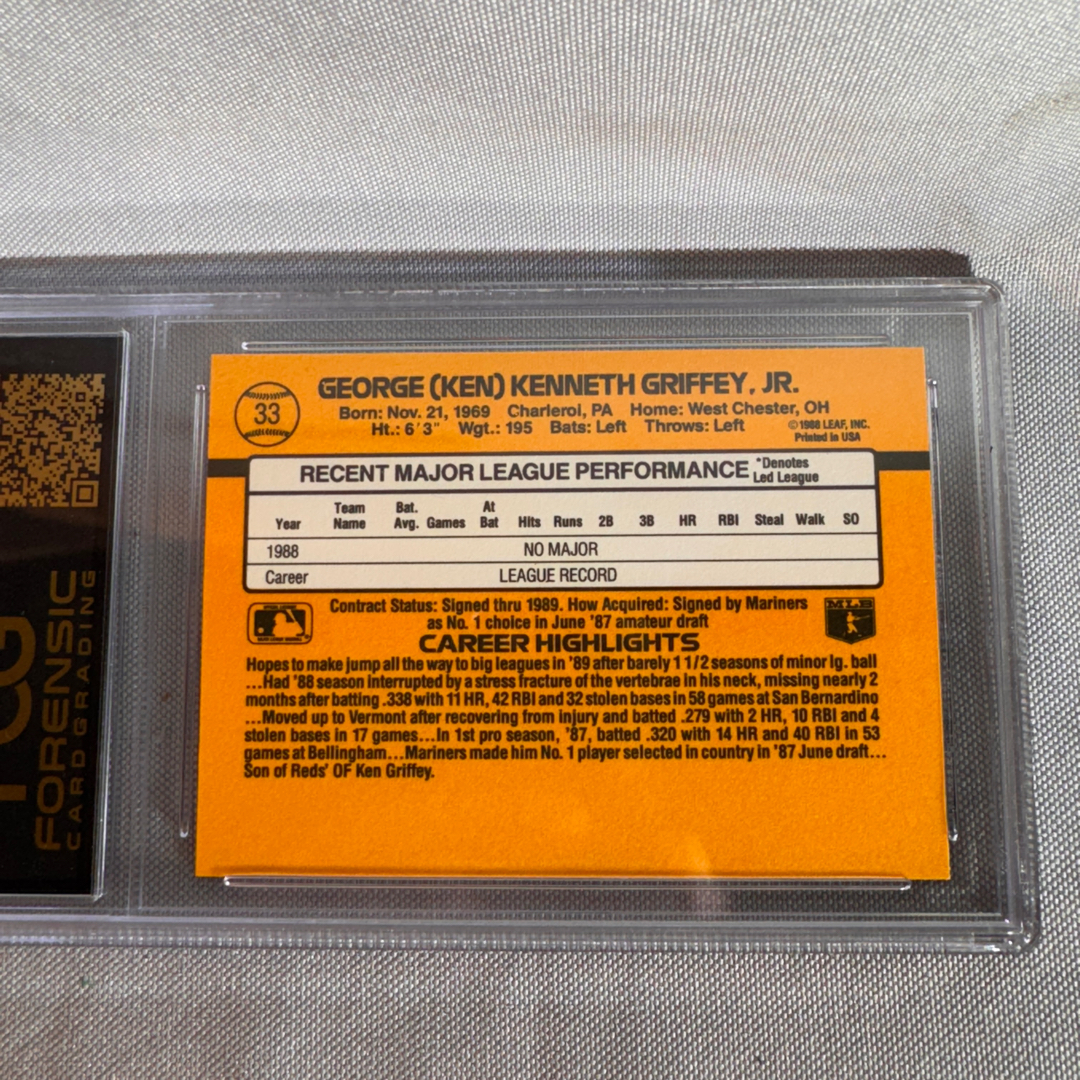 33
GEORGE (KEN) KENNETH GRIFFEY, JR.
Born: Nov. 21, 1969 Charleroi, PA Home: West Chester, OH
Ht.: 6'3" Wgt.: 195 Bats: Left Throws: Left
© 1988 LEAF, INC.
Printed in USA
RECENT MAJOR LEAGUE PERFORMANCE
*Denotes
Led League
Year Team Name Bat. Avg. Games At Bat Hits Runs 2B 3B HR RBI Steal Walk SO
1988 NO MAJOR
Career LEAGUE RECORD
Contract Status: Signed thru 1989. How Acquired: Signed by Mariners
as No. 1 choice in June '87 amateur draft
MLB
CAREER HIGHLIGHTS
Hopes to make jump all the way to big leagues in '89 after barely 1 1/2 seasons of minor lg. ball
...Had '88 season interrupted by a stress fracture of the vertebrae in his neck, missing nearly 2
months after batting .338 with 11 HR, 42 RBI and 32 stolen bases in 58 games at San Bernardino
...Moved up to Vermont after recovering from injury and batted .279 with 2 HR, 10 RBI and 4
stolen bases in 17 games...In 1st pro season, '87, batted .320 with 14 HR and 40 RBI in 53
games at Bellingham...Mariners made him No. 1 player selected in country in '87 June draft...
Son of Reds' OF Ken Griffey.
FORENSIC
CARD GRADING